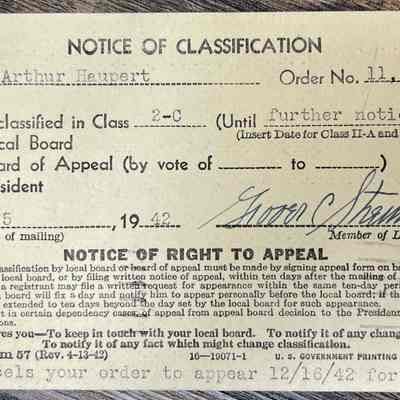 NOTICE OF CLASSIFICATION
Arthur Haupert Order No. 11,
classified in Class 2-C (Until further notic
cal Board (Insert Date for Class II-A and
ard of Appeal (by vote of - to - )
esident
5 , 1942
of mailing) Member of L
NOTICE OF RIGHT TO APPEAL
lassification by local board or board of appeal must be made by signing appeal form on ba
local board, or by filing written notice of appeal, within ten days after the mailing of
a registrant may file a written request for appearance within the same ten-day per
l board will fix a day and notify him to appear personally before the local board; if
extended to ten days beyond the day set by the local board for such appearance.
t in certain dependency cases, of appeal from appeal board decision to the Presiden
ons.
res you—To keep in touch with your local board. To notify it of any chang
To notify it of any fact which might change classification.
m 57 (Rev. 4-13-42) 16—19071-1 U. S. GOVERNMENT PRINTING
cels your order to appear 12/16/42 for